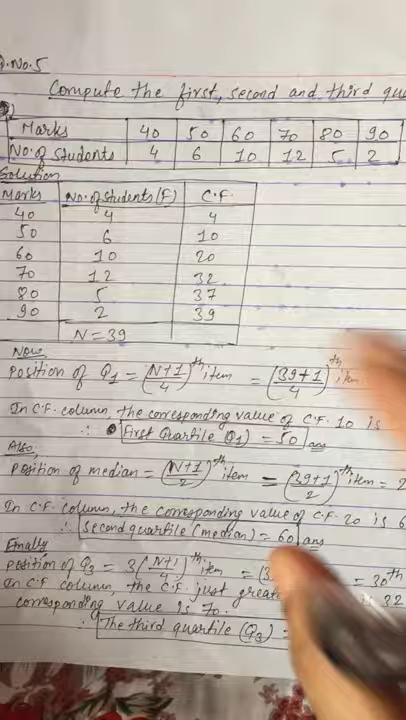 Q.No.5
Compute the first, second and third
Marks 40 50 60 70 80 90
No. of Students 4 6 10 12 5 2
Solution
Marks No. of students (F) C.F.
40 4 4
50 6 10
60 10 20
70 12 32
80 5 37
90 2 39
N = 39
Now
Position of Q1 = (N+1/4)th item = (39+1/4)th item
In C.F. column, the corresponding value of C.F. 10 is
∴ First Quartile (Q1) = 50 ans
Also,
Position of median = (N+1/2)th item = (39+1/2)th item = 2
In C.F. column, the corresponding value of C.F. 20 is 6
∴ Second quartile (median) = 60 ans
Finally
Position of Q3 = 3(N+1/4)th item = = 30th
In C.F column, the C.F. just 32
corresponding value is 70.
∴ The third quartile (Q3) =